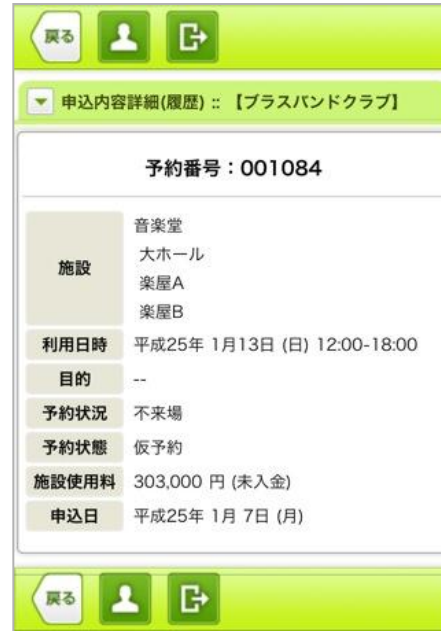 戻る
申込内容詳細(履歴) :: 【ブラスバンドクラブ】
予約番号：001084
施設
音楽堂
大ホール
楽屋A
楽屋B
利用日時 平成25年 1月13日 (日) 12:00-18:00
目的 --
予約状況 不来場
予約状態 仮予約
施設使用料 303,000 円 (未入金)
申込日 平成25年 1月 7日 (月)
戻る